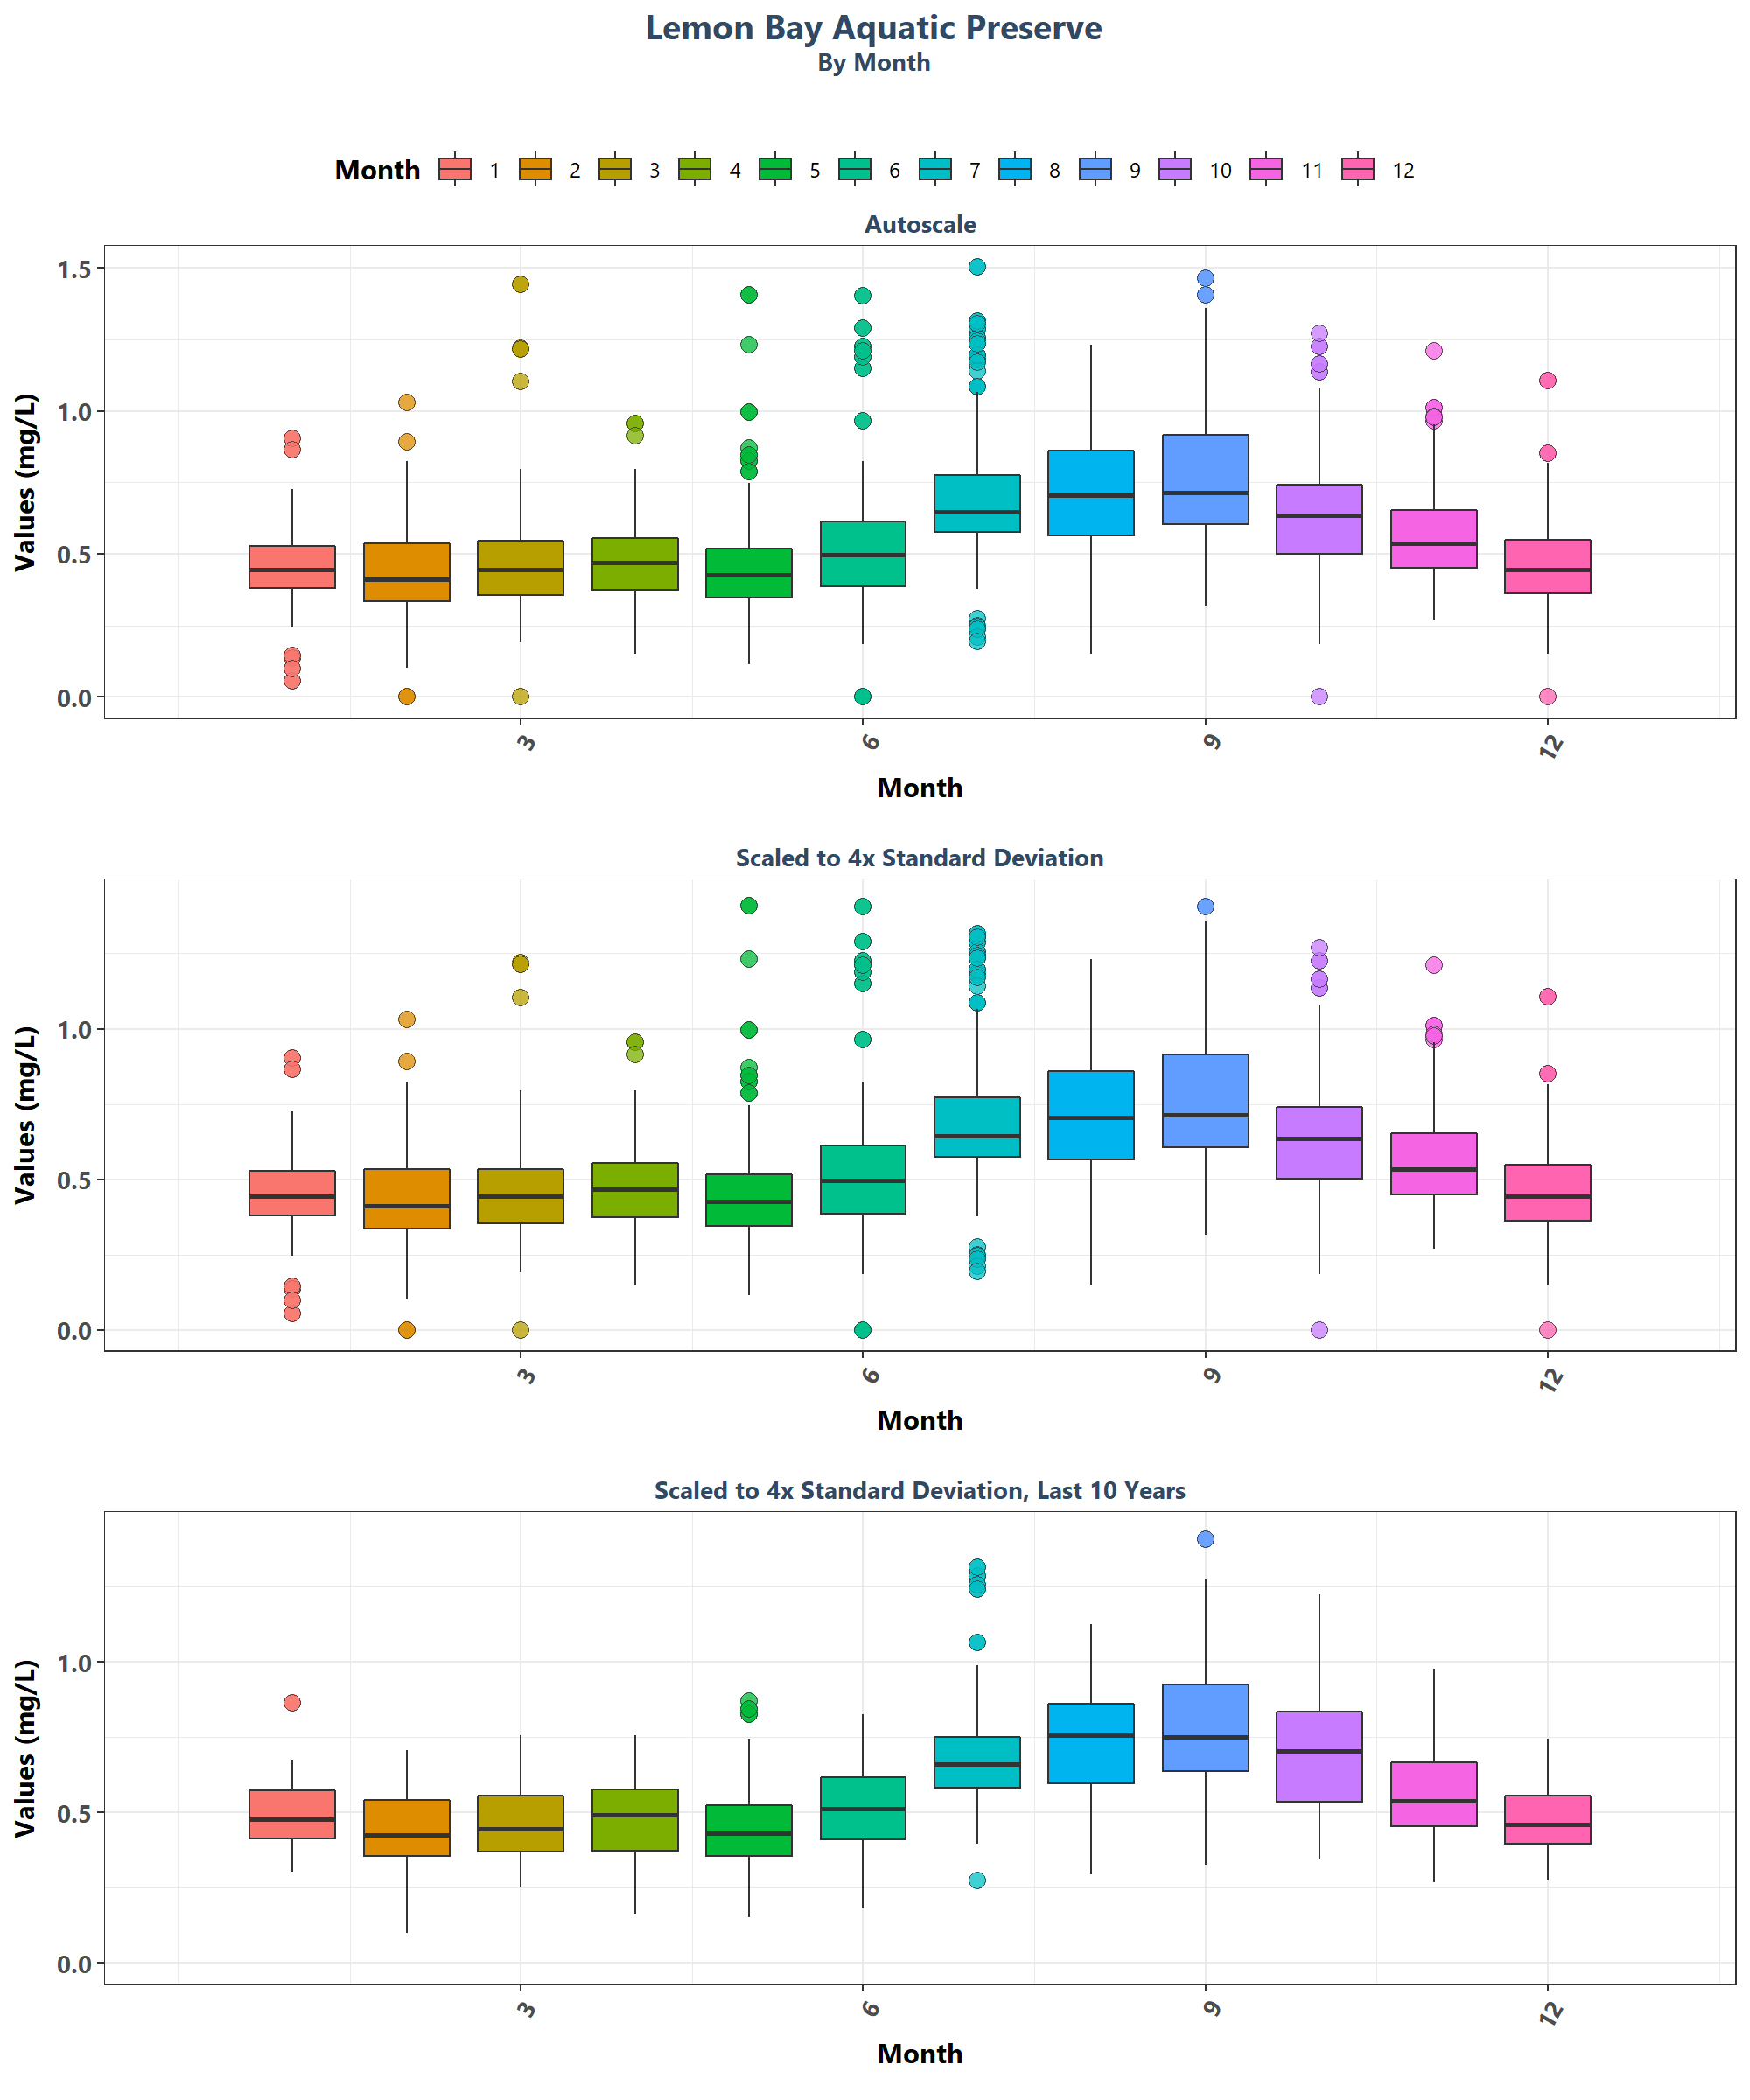 Lemon Bay Aquatic Preserve
By Month
Month 1 2 3 4 5 6 7 8 9 10 11 12
Autoscale
Values (mg/L)
1.5
1.0
0.5
0.0
3 6 9 12
Month
Scaled to 4x Standard Deviation
Values (mg/L)
1.0
0.5
0.0
3 6 9 12
Month
Scaled to 4x Standard Deviation, Last 10 Years
Values (mg/L)
1.0
0.5
0.0
3 6 9 12
Month